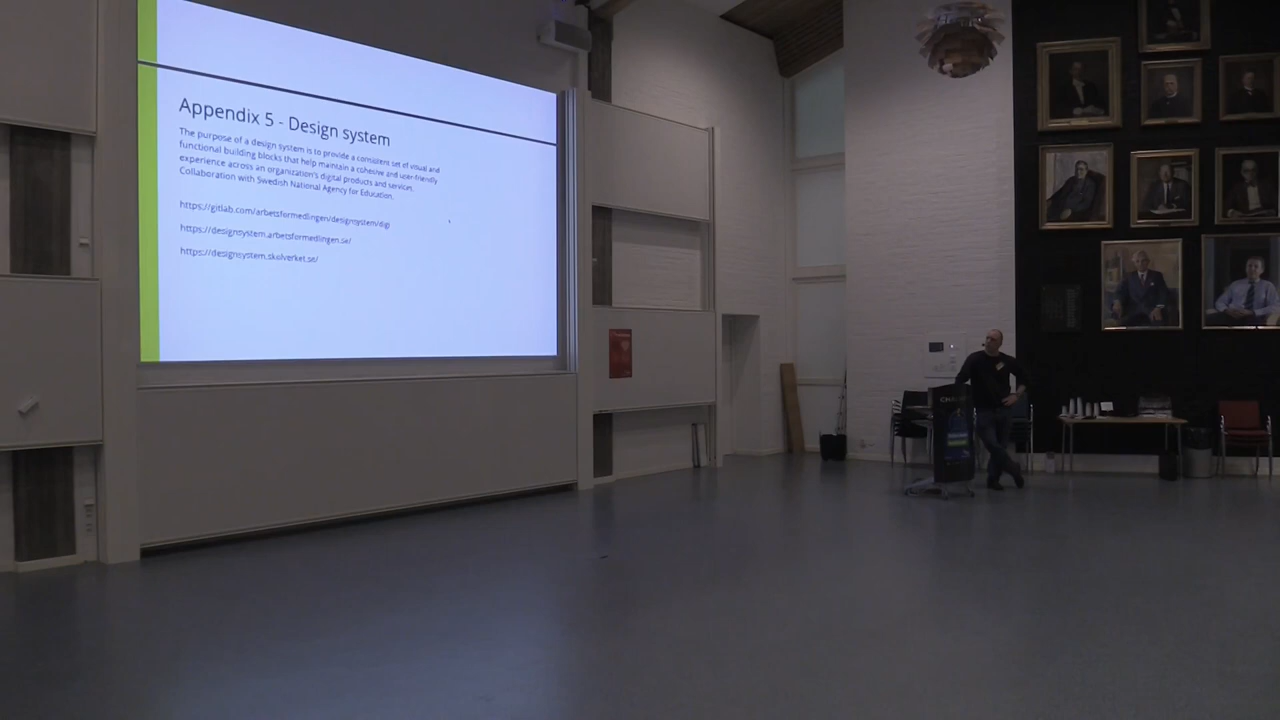 Appendix 5 - Design system
The purpose of a design system is to provide a consistent set of visual and
functional building blocks that help maintain a cohesive and user-friendly
experience across an organization's digital products and services.
Collaboration with Swedish National Agency for Education.
https://gitlab.com/arbetsformedlingen/designsystem/digi
https://designsystem.arbetsformedlingen.se/
https://designsystem.skolverket.se/